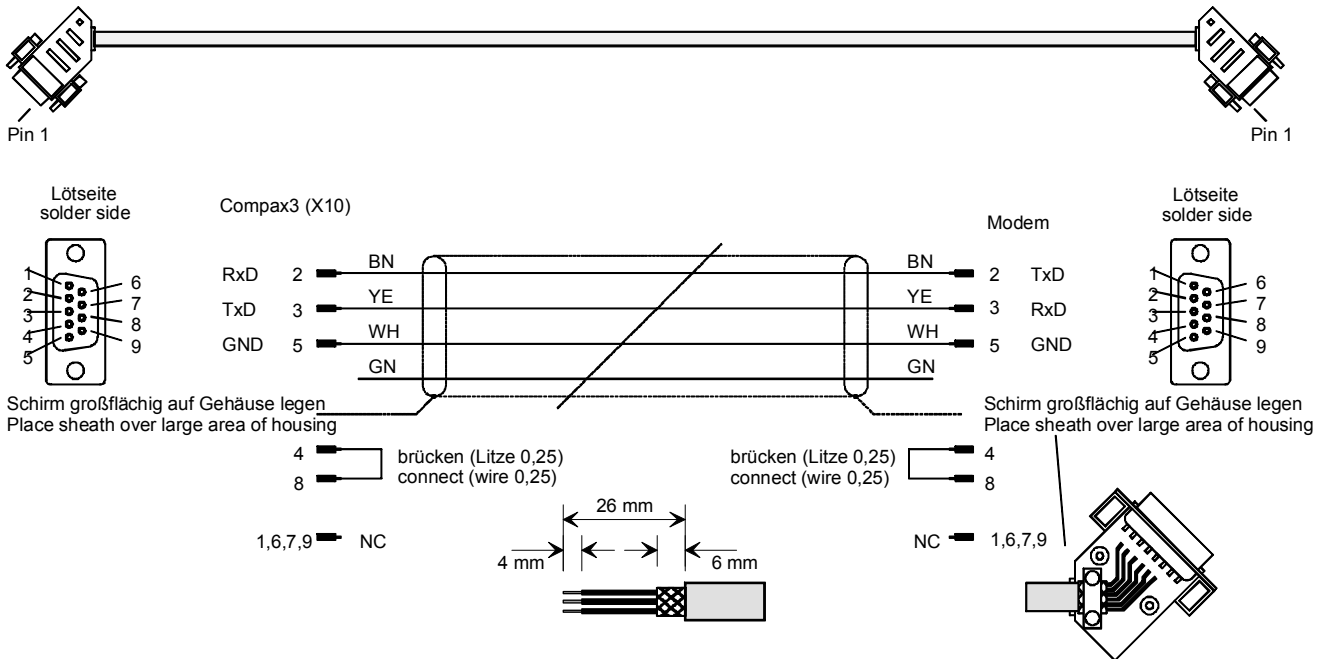 Pin 1
Pin 1
Lötseite
solder side
Compax3 (X10)
Modem
Lötseite
solder side
1
2
3
4
5
6
7
8
9
RxD 2 BN BN 2 TxD
TxD 3 YE YE 3 RxD
GND 5 WH WH 5 GND
GN GN
1
2
3
4
5
6
7
8
9
Schirm großflächig auf Gehäuse legen
Place sheath over large area of housing
Schirm großflächig auf Gehäuse legen
Place sheath over large area of housing
4
8
brücken (Litze 0,25)
connect (wire 0,25)
brücken (Litze 0,25)
connect (wire 0,25)
4
8
26 mm
1,6,7,9 NC
4 mm
6 mm
NC 1,6,7,9